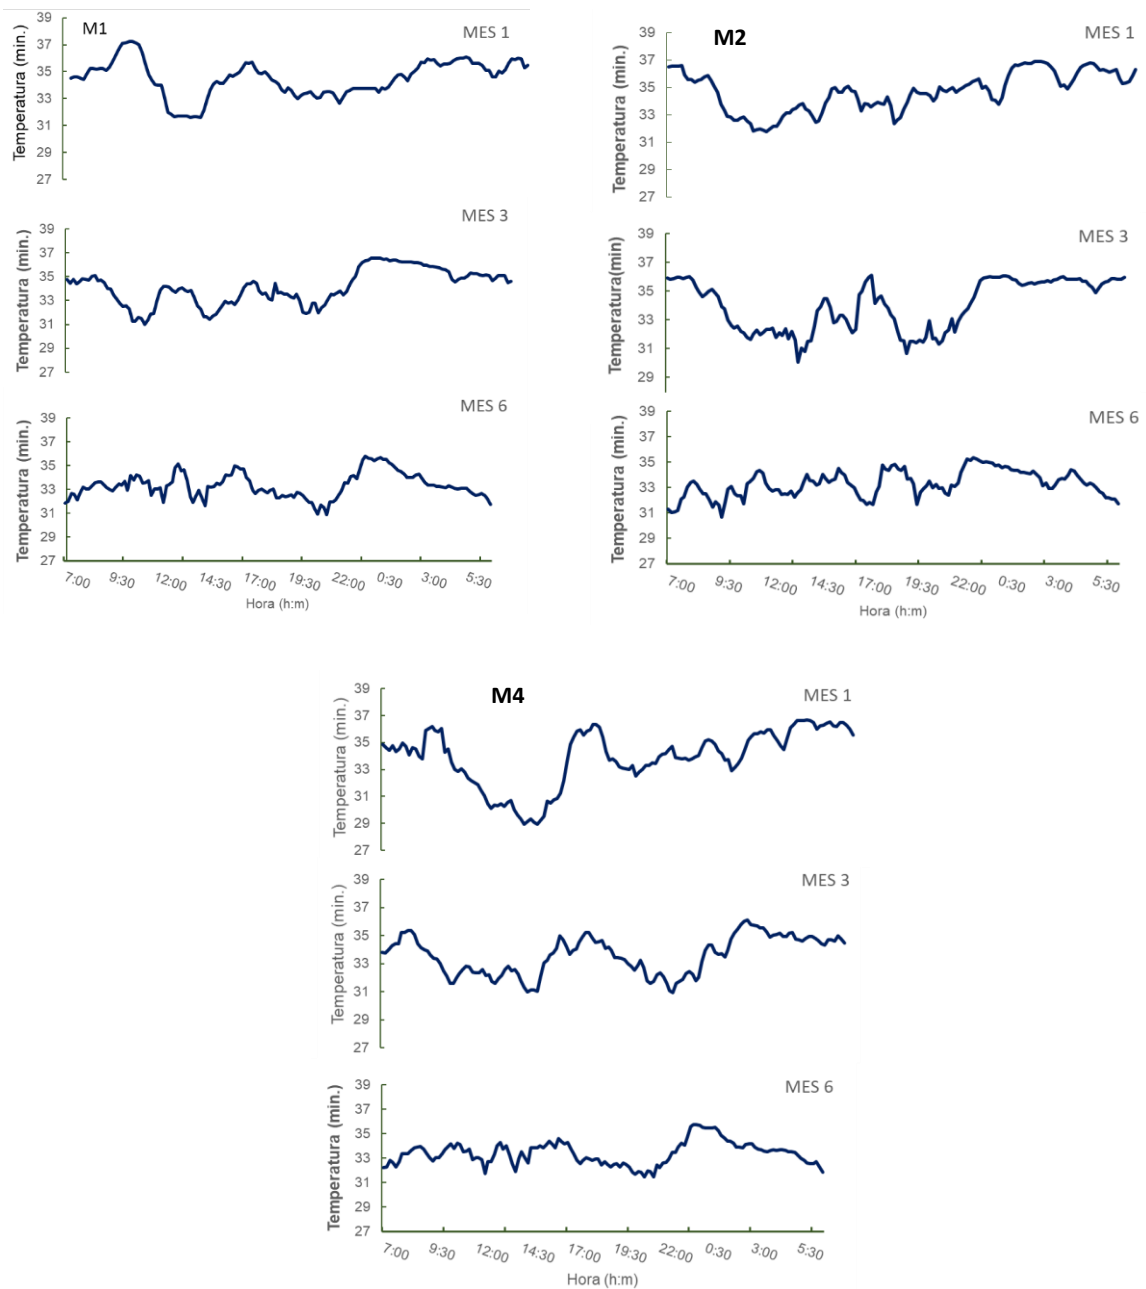 M1
MES 1
Temperatura (min.)
39
37
35
33
31
29
27
MES 3
Temperatura (min.)
39
37
35
33
31
29
27
MES 6
Temperatura (min.)
39
37
35
33
31
29
27
7:00 9:30 12:00 14:30 17:00 19:30 22:00 0:30 3:00 5:30
Hora (h:m)
M2
MES 1
Temperatura (min.)
39
37
35
33
31
29
27
MES 3
Temperatura(min)
39
37
35
33
31
29
MES 6
Temperatura (min.)
39
37
35
33
31
29
27
7:00 9:30 12:00 14:30 17:00 19:30 22:00 0:30 3:00 5:30
Hora (h:m)
M4
MES 1
Temperatura (min.)
39
37
35
33
31
29
27
MES 3
Temperatura (min.)
39
37
35
33
31
29
27
MES 6
Temperatura (min.)
39
37
35
33
31
29
27
7:00 9:30 12:00 14:30 17:00 19:30 22:00 0:30 3:00 5:30
Hora (h:m)